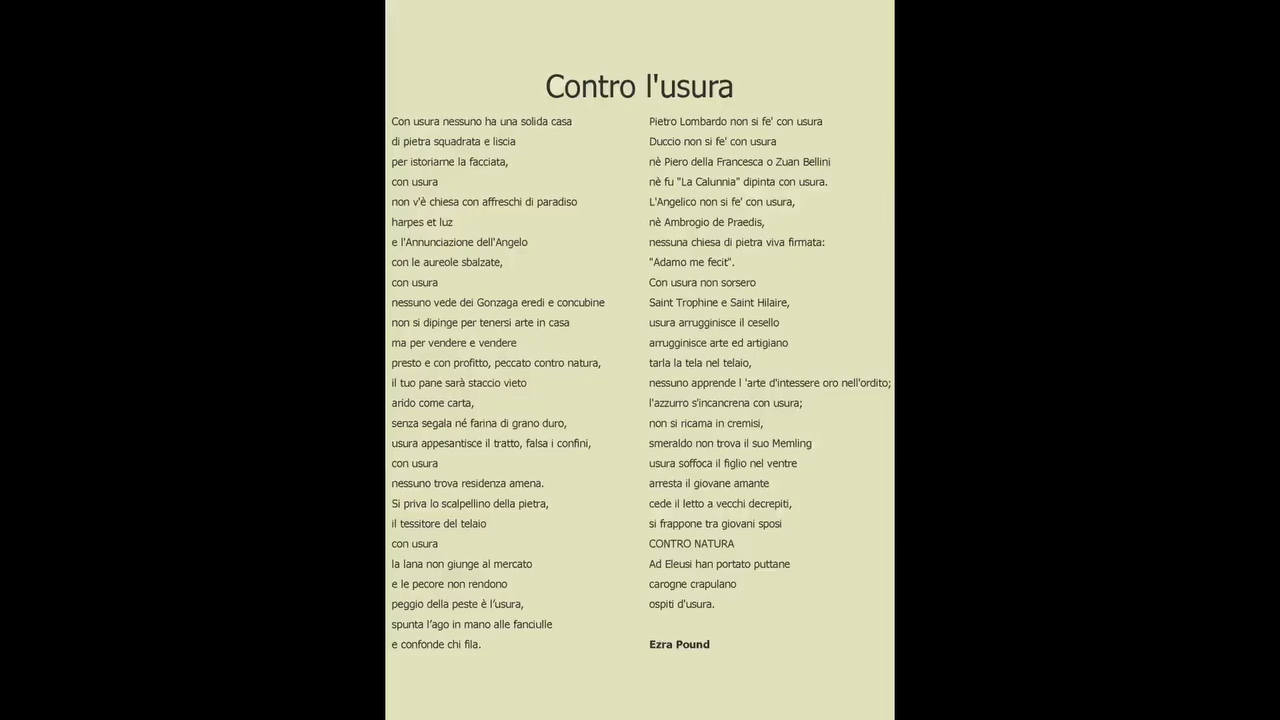 Contro l'usura
Con usura nessuno ha una solida casa
di pietra squadrata e liscia
per istoriarne la facciata,
con usura
non v'è chiesa con affreschi di paradiso
harpes et luz
e l'Annunciazione dell'Angelo
con le aureole sbalzate,
con usura
nessuno vede dei Gonzaga eredi e concubine
non si dipinge per tenersi arte in casa
ma per vendere e vendere
presto e con profitto, peccato contro natura,
il tuo pane sarà staccio vieto
arido come carta,
senza segala né farina di grano duro,
usura appesantisce il tratto, falsa i confini,
con usura
nessuno trova residenza amena.
Si priva lo scalpellino della pietra,
il tessitore del telaio
con usura
la lana non giunge al mercato
e le pecore non rendono
peggio della peste è l’usura,
spunta l’ago in mano alle fanciulle
e confonde chi fila.
Pietro Lombardo non si fe' con usura
Duccio non si fe' con usura
nè Piero della Francesca o Zuan Bellini
nè fu "La Calunnia" dipinta con usura.
L'Angelico non si fe' con usura,
nè Ambrogio de Praedis,
nessuna chiesa di pietra viva firmata:
"Adamo me fecit".
Con usura non sorsero
Saint Trophine e Saint Hilaire,
usura arrugginisce il cesello
arrugginisce arte ed artigiano
tarla la tela nel telaio,
nessuno apprende l 'arte d'intessere oro nell'ordito;
l'azzurro s'incancrena con usura;
non si ricama in cremisi,
smeraldo non trova il suo Memling
usura soffoca il figlio nel ventre
arresta il giovane amante
cede il letto a vecchi decrepiti,
si frappone tra giovani sposi
CONTRO NATURA
Ad Eleusi han portato puttane
carogne crapulano
ospiti d'usura.
Ezra Pound